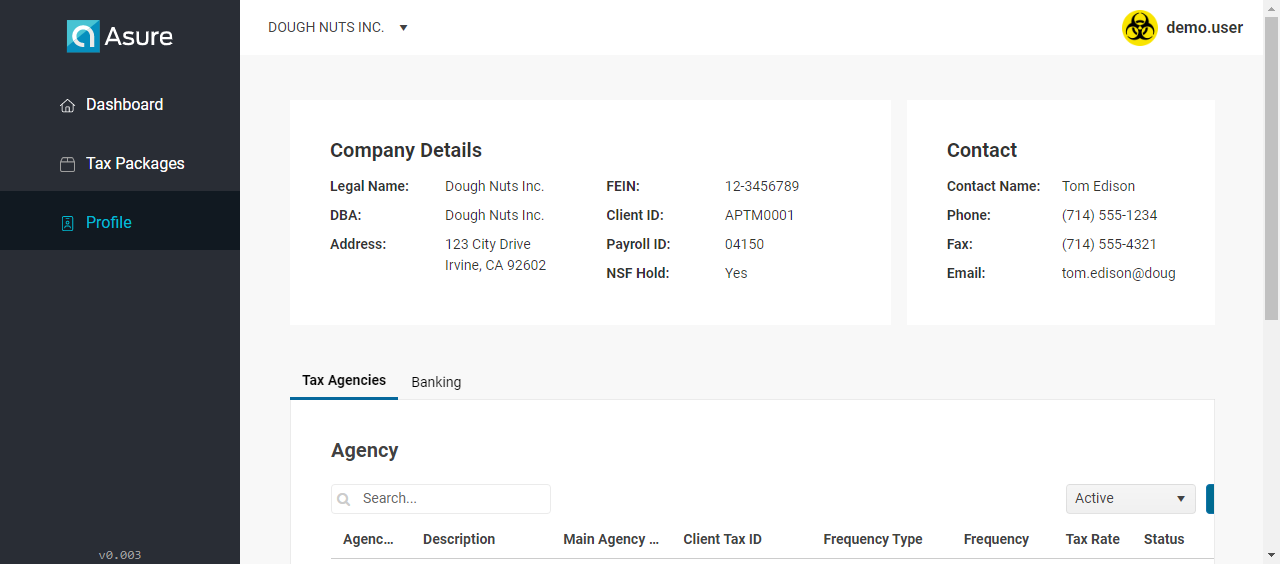 Asure
DOUGH NUTS INC.
demo.user
Dashboard
Tax Packages
Profile
v0.003
Company Details
Legal Name: Dough Nuts Inc.
DBA: Dough Nuts Inc.
Address: 123 City Drive
Irvine, CA 92602
FEIN: 12-3456789
Client ID: APTM0001
Payroll ID: 04150
NSF Hold: Yes
Contact
Contact Name: Tom Edison
Phone: (714) 555-1234
Fax: (714) 555-4321
Email: tom.edison@doug
Tax Agencies Banking
Agency
Search... Active
Agenc... Description Main Agency ... Client Tax ID Frequency Type Frequency Tax Rate Status